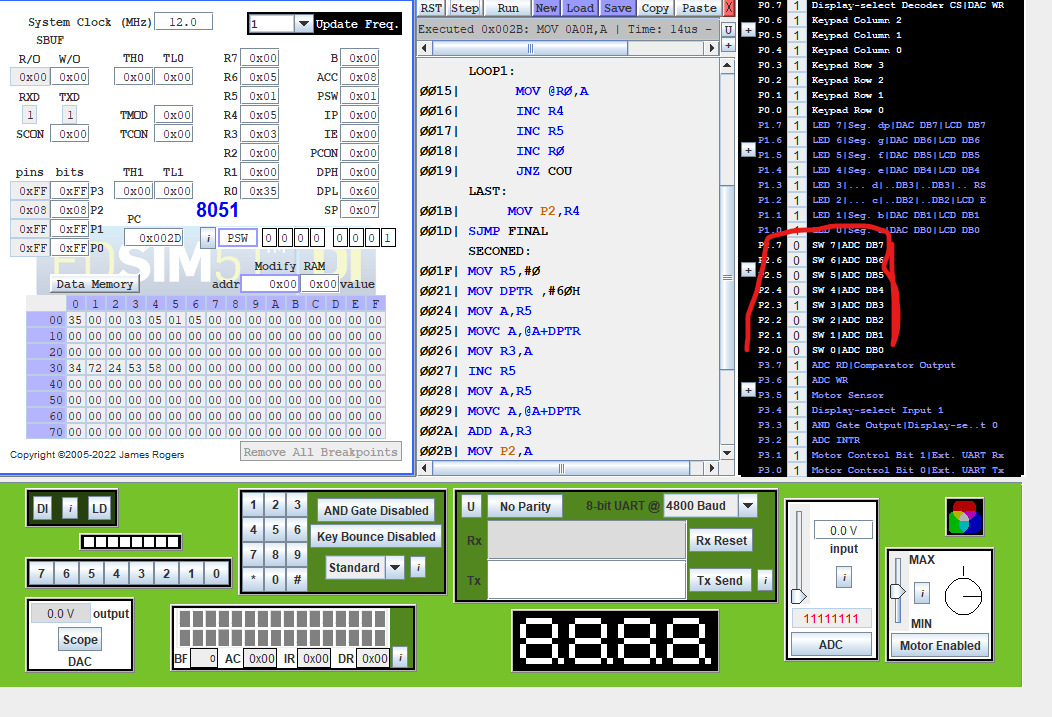 System Clock (MHz) 12.0 1 Update Freq.
SBUF
R/O W/O TH0 TL0 R7 0x00 B 0x00
0x00 0x00 0x00 0x00 R6 0x05 ACC 0x08
RXD TXD R5 0x01 PSW 0x01
1 1 TMOD 0x00 R4 0x05 IP 0x00
SCON 0x00 TCON 0x00 R3 0x03 IE 0x00
R2 0x00 PCON 0x00
pins bits TH1 TL1 R1 0x00 DPH 0x00
0xFF 0xFF P3 0x00 0x00 R0 0x35 DPL 0x60
0x08 0x08 P2 8051 SP 0x07
0xFF 0xFF P1 PC 0x002D i PSW 0 0 0 0 0 0 0 1
0xFF 0xFF P0
Modify RAM
Data Memory addr 0x00 0x00 value
0 1 2 3 4 5 6 7 8 9 A B C D E F
00 35 00 00 03 05 01 05 00 00 00 00 00 00 00 00 00
10 00 00 00 00 00 00 00 00 00 00 00 00 00 00 00 00
20 00 00 00 00 00 00 00 00 00 00 00 00 00 00 00 00
30 34 72 24 53 58 00 00 00 00 00 00 00 00 00 00 00
40 00 00 00 00 00 00 00 00 00 00 00 00 00 00 00 00
50 00 00 00 00 00 00 00 00 00 00 00 00 00 00 00 00
60 00 00 00 00 00 00 00 00 00 00 00 00 00 00 00 00
70 00 00 00 00 00 00 00 00 00 00 00 00 00 00 00 00
Copyright ©2005-2022 James Rogers Remove All Breakpoints
RST Step Run New Load Save Copy Paste X
Executed 0x002B: MOV 0A0H,A | Time: 14us - U
+
LOOP1:
0015| MOV @R0,A
0016| INC R4
0017| INC R5
0018| INC R0
0019| JNZ COU
LAST:
001B| MOV P2,R4
001D| SJMP FINAL
SECONED:
001F| MOV R5,#0
0021| MOV DPTR ,#60H
0024| MOV A,R5
0025| MOVC A,@A+DPTR
0026| MOV R3,A
0027| INC R5
0028| MOV A,R5
0029| MOVC A,@A+DPTR
002A| ADD A,R3
002B| MOV P2,A
P0.7 1 Display-select Decoder CS|DAC WR
P0.6 1 Keypad Column 2
P0.5 1 Keypad Column 1
P0.4 1 Keypad Column 0
P0.3 1 Keypad Row 3
P0.2 1 Keypad Row 2
P0.1 1 Keypad Row 1
P0.0 1 Keypad Row 0
P1.7 1 LED 7|Seg. dp|DAC DB7|LCD DB7
P1.6 1 LED 6|Seg. g|DAC DB6|LCD DB6
P1.5 1 LED 5|Seg. f|DAC DB5|LCD DB5
P1.4 1 LED 4|Seg. e|DAC DB4|LCD DB4
P1.3 1 LED 3|... d|..DB3|..DB3|.. RS
P1.2 1 LED 2|... c|..DB2|..DB2|LCD E
P1.1 1 LED 1|Seg. b|DAC DB1|LCD DB1
P1.0 1 LED 0|Seg. a|DAC DB0|LCD DB0
P2.7 0 SW 7|ADC DB7
P2.6 0 SW 6|ADC DB6
P2.5 0 SW 5|ADC DB5
P2.4 0 SW 4|ADC DB4
P2.3 1 SW 3|ADC DB3
P2.2 0 SW 2|ADC DB2
P2.1 0 SW 1|ADC DB1
P2.0 0 SW 0|ADC DB0
P3.7 1 ADC RD|Comparator Output
P3.6 1 ADC WR
P3.5 1 Motor Sensor
P3.4 1 Display-select Input 1
P3.3 1 AND Gate Output|Display-se..t 0
P3.2 1 ADC INTR
P3.1 1 Motor Control Bit 1|Ext. UART Rx
P3.0 1 Motor Control Bit 0|Ext. UART Tx
DI i LD
7 6 5 4 3 2 1 0
0.0 V output
Scope
DAC
1 2 3
4 5 6
7 8 9
* 0 #
AND Gate Disabled
Key Bounce Disabled
Standard i
BF 0 AC 0x00 IR 0x00 DR 0x00 i
U No Parity 8-bit UART @ 4800 Baud
Rx Rx Reset
Tx Tx Send i
8.8.8.8.
0.0 V
input
i
11111111
ADC
MAX
i
MIN
Motor Enabled